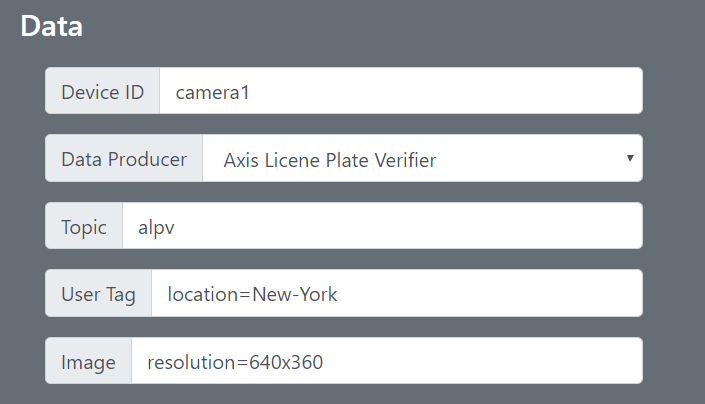 Data
Device ID camera1
Data Producer Axis Licene Plate Verifier
Topic alpv
User Tag location=New-York
Image resolution=640x360